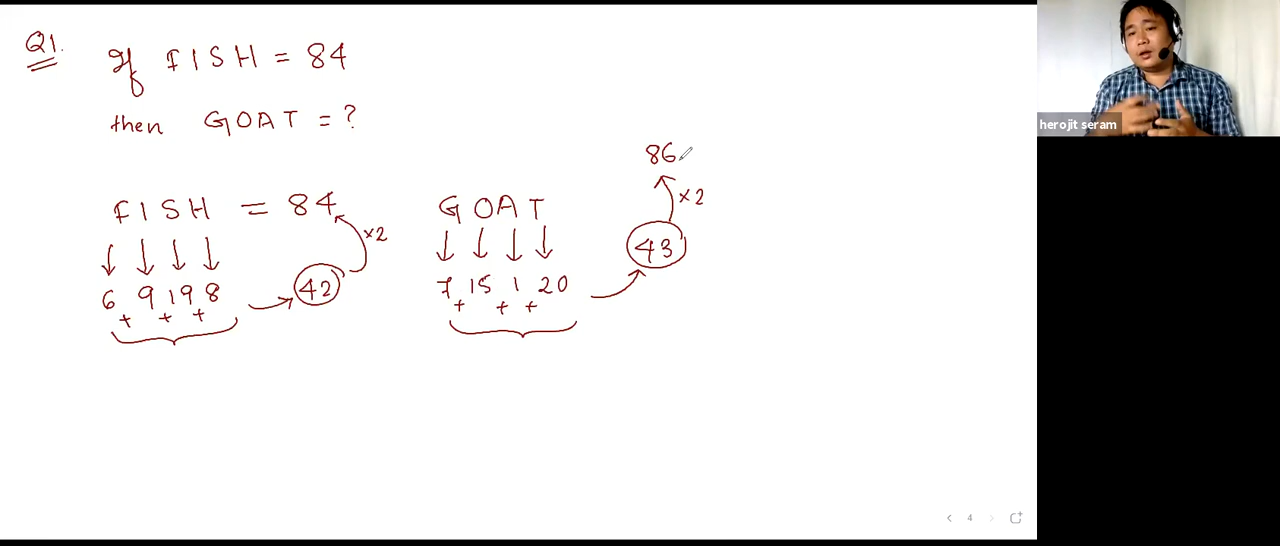 Q1. If FISH = 84
then GOAT = ?
FISH = 84
×2
6 9 19 8
+ + +
42
GOAT
7 15 1 20
+ + +
43
×2
86
herojit seram
4